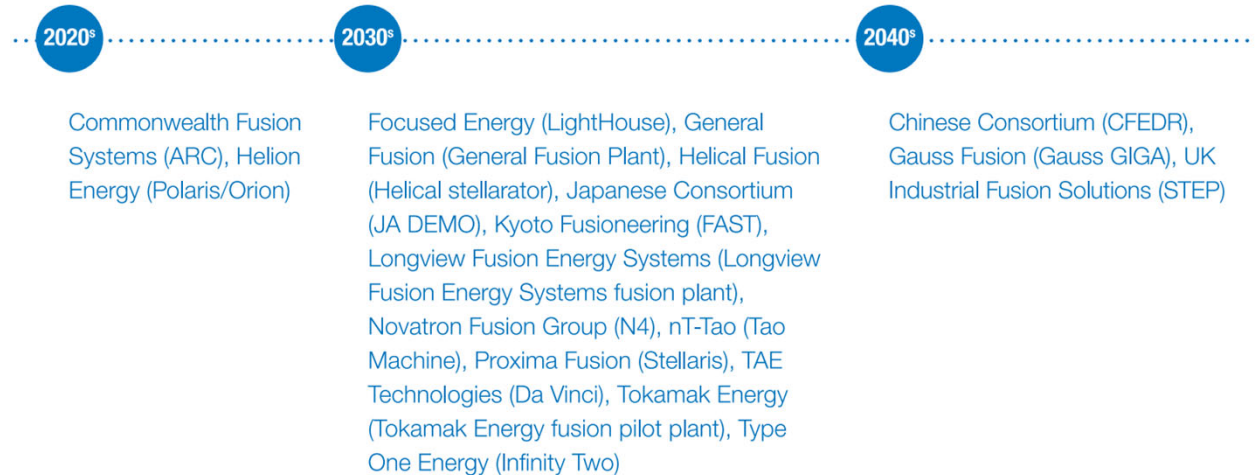 2020s
2030s
2040s
Commonwealth Fusion
Systems (ARC), Helion
Energy (Polaris/Orion)
Focused Energy (LightHouse), General
Fusion (General Fusion Plant), Helical Fusion
(Helical stellarator), Japanese Consortium
(JA DEMO), Kyoto Fusioneering (FAST),
Longview Fusion Energy Systems (Longview
Fusion Energy Systems fusion plant),
Novatron Fusion Group (N4), nT-Tao (Tao
Machine), Proxima Fusion (Stellaris), TAE
Technologies (Da Vinci), Tokamak Energy
(Tokamak Energy fusion pilot plant), Type
One Energy (Infinity Two)
Chinese Consortium (CFEDR),
Gauss Fusion (Gauss GIGA), UK
Industrial Fusion Solutions (STEP)